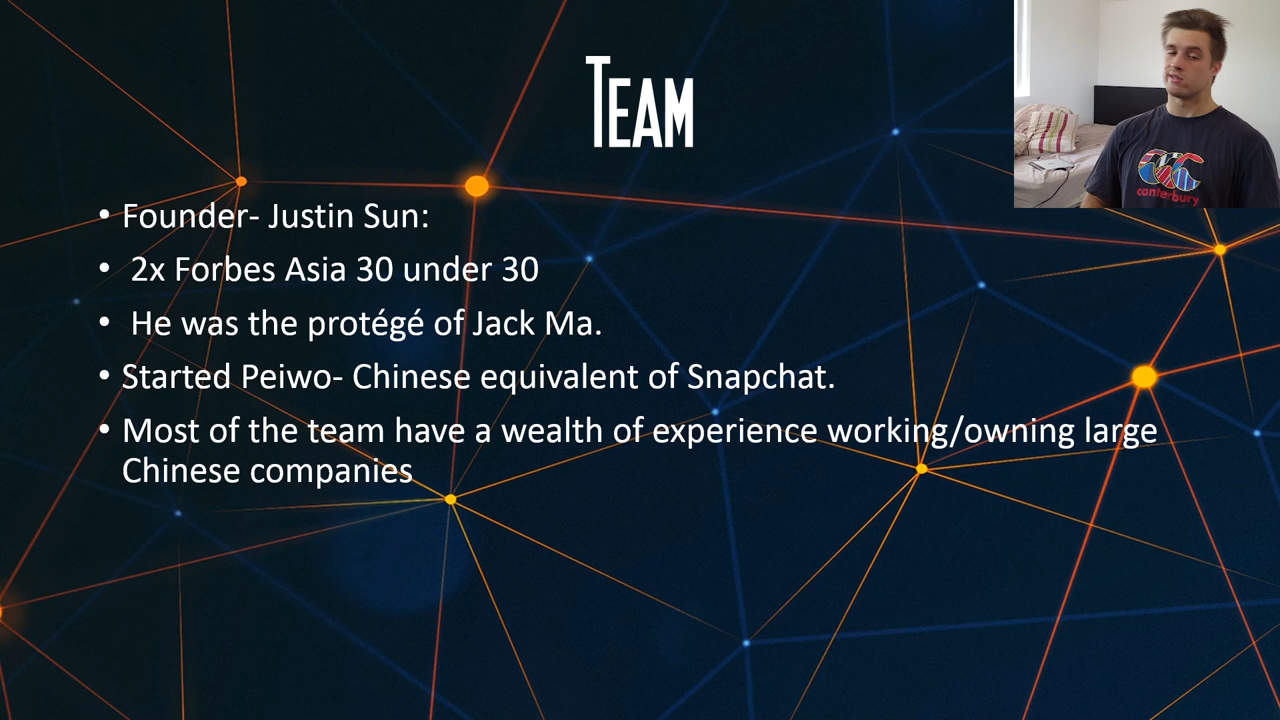 Team
• Founder- Justin Sun:
• 2x Forbes Asia 30 under 30
• He was the protégé of Jack Ma.
• Started Peiwo- Chinese equivalent of Snapchat.
• Most of the team have a wealth of experience working/owning large
Chinese companies
canterbury